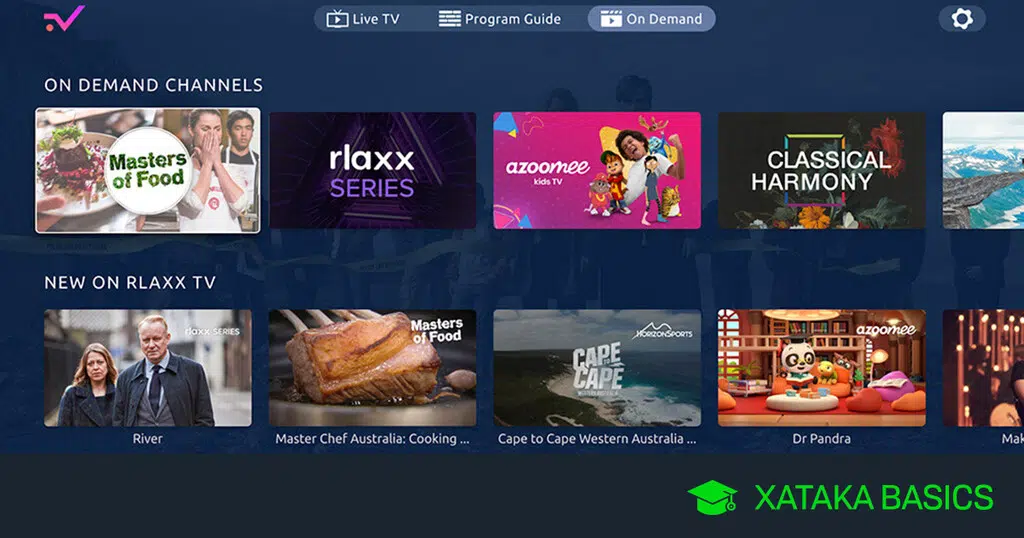 Live TV
Program Guide
On Demand
ON DEMAND CHANNELS
Masters
of Food
rlaxx
SERIES
azoomee
kids TV
CLASSICAL
HARMONY
NEW ON RLAXX TV
rlaxx SERIES
Masters
of Food
HORIZONSPORTS
CAPE
TO
CAPE
WESTERN AUSTRALIA
azoomee
River
Master Chef Australia: Cooking ...
Cape to Cape Western Australia ...
Dr Pandra
Mak
XATAKA BASICS